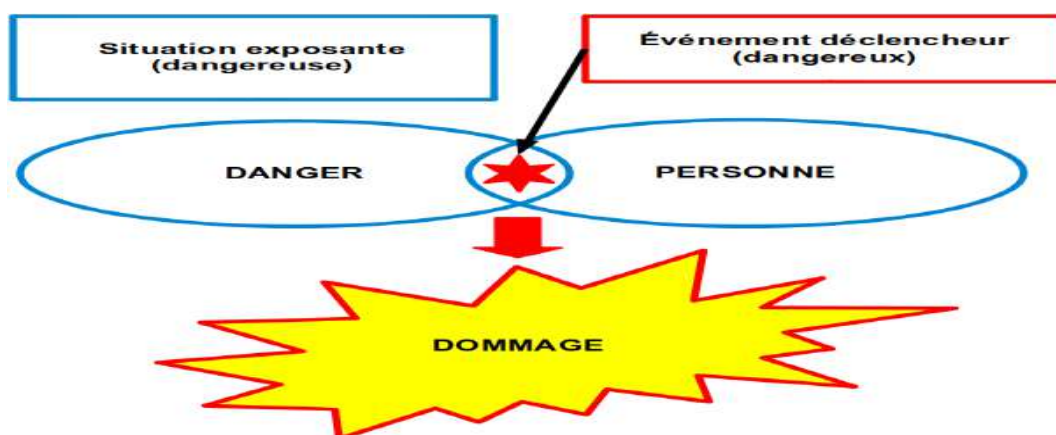 Situation exposante
(dangereuse)
Événement déclencheur
(dangereux)
DANGER
PERSONNE
DOMMAGE